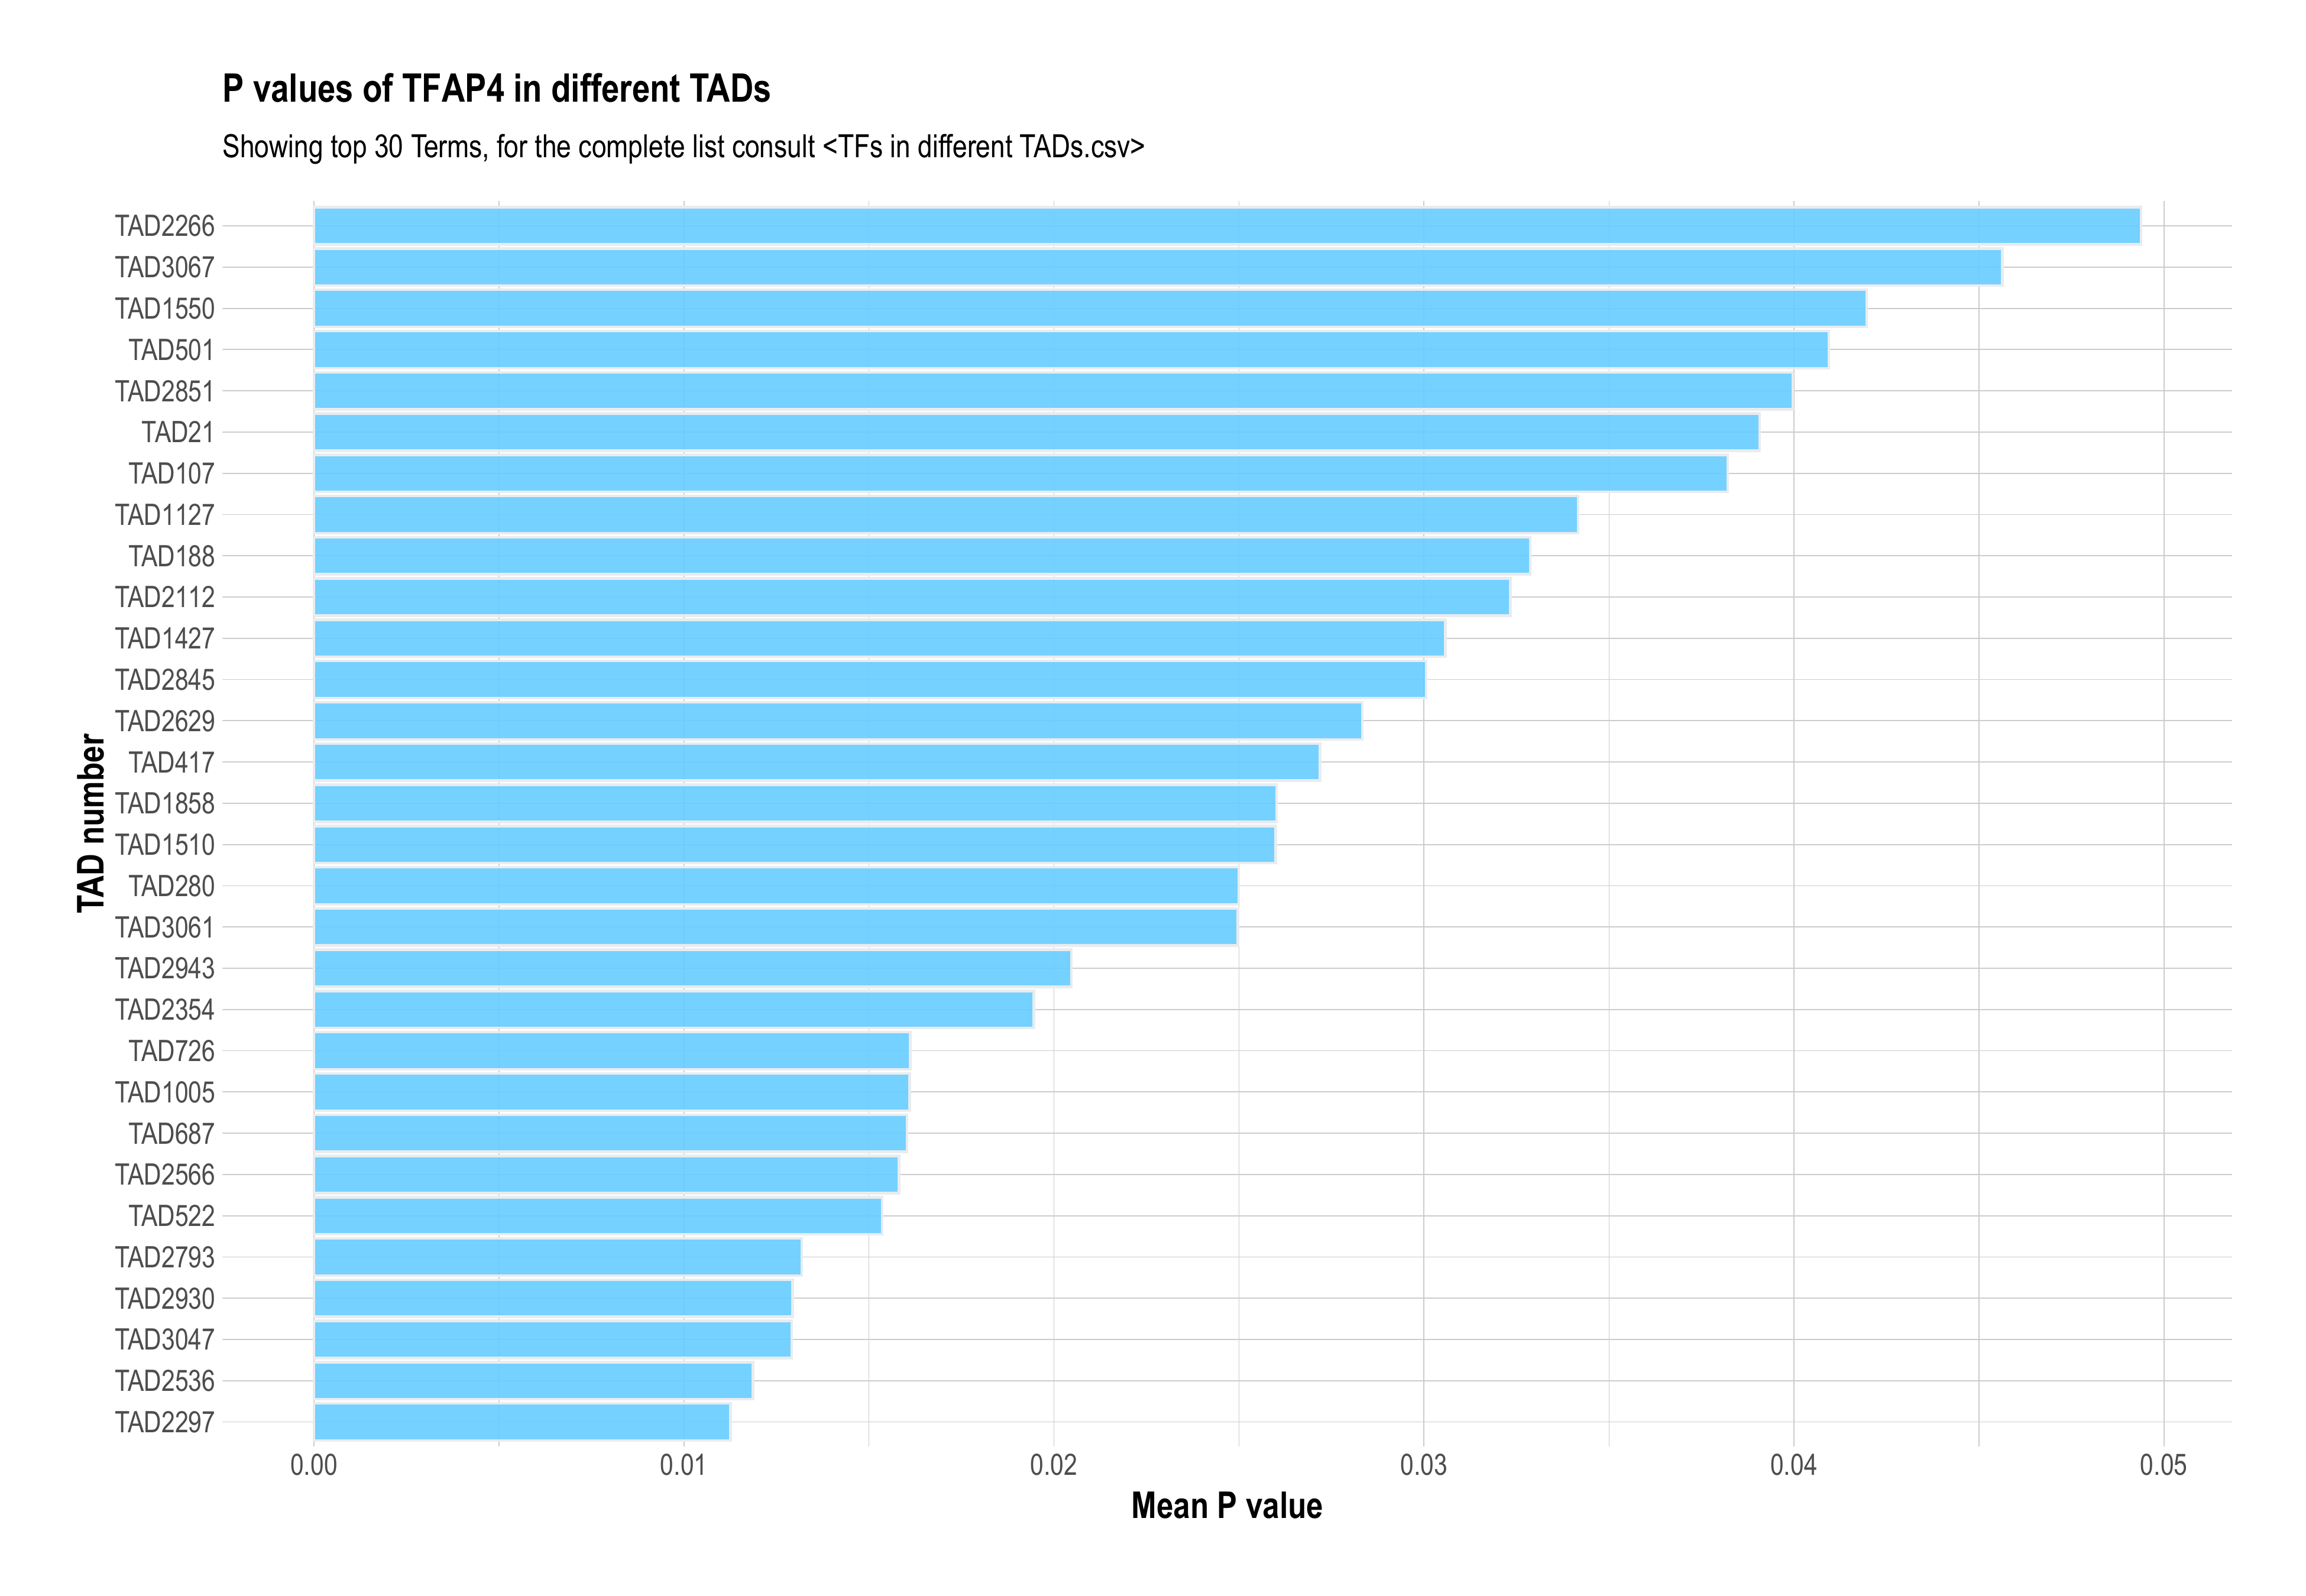 P values of TFAP4 in different TADs
Showing top 30 Terms, for the complete list consult <TFs in different TADs.csv>
TAD number
TAD2266
TAD3067
TAD1550
TAD501
TAD2851
TAD21
TAD107
TAD1127
TAD188
TAD2112
TAD1427
TAD2845
TAD2629
TAD417
TAD1858
TAD1510
TAD280
TAD3061
TAD2943
TAD2354
TAD726
TAD1005
TAD687
TAD2566
TAD522
TAD2793
TAD2930
TAD3047
TAD2536
TAD2297
0.00 0.01 0.02 0.03 0.04 0.05
Mean P value